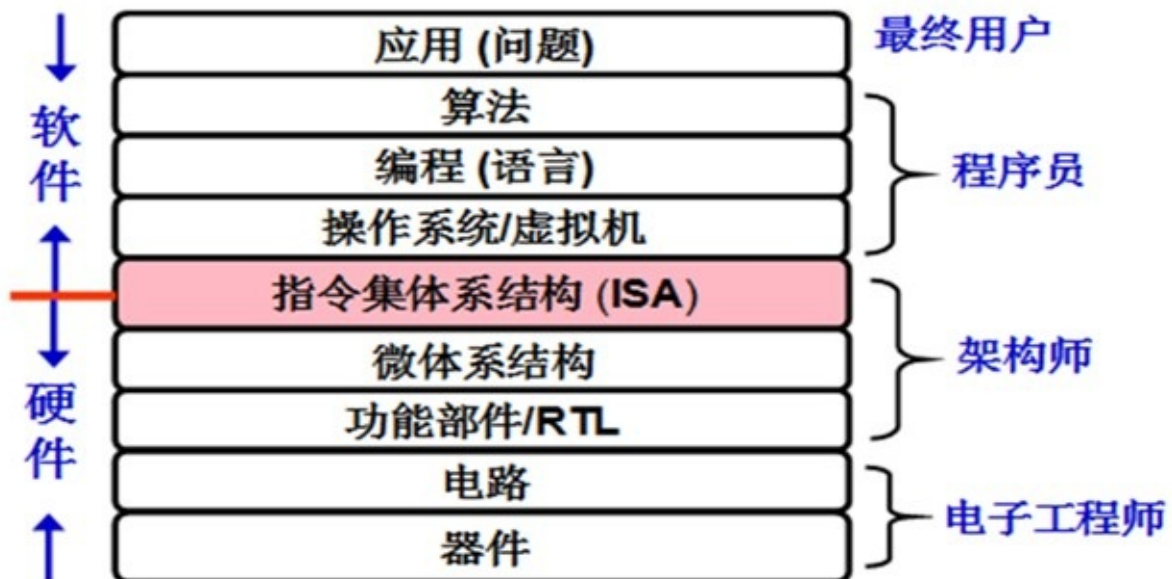 应用 (问题)
最终用户
算法
软件
编程 (语言)
程序员
操作系统/虚拟机
指令集体系结构 (ISA)
微体系结构
架构师
硬件
功能部件/RTL
电路
电子工程师
器件